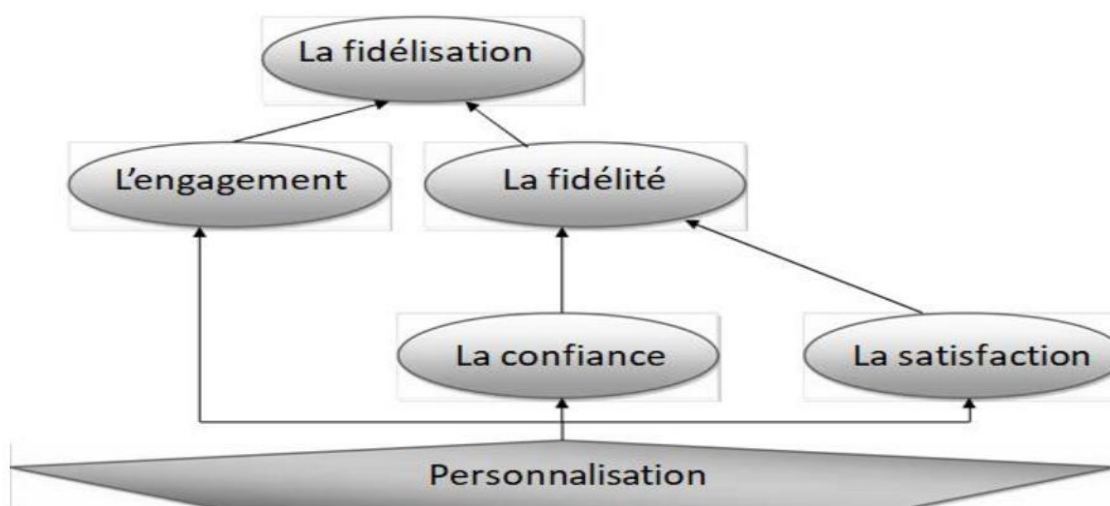 La fidélisation
L'engagement
La fidélité
La confiance
La satisfaction
Personnalisation